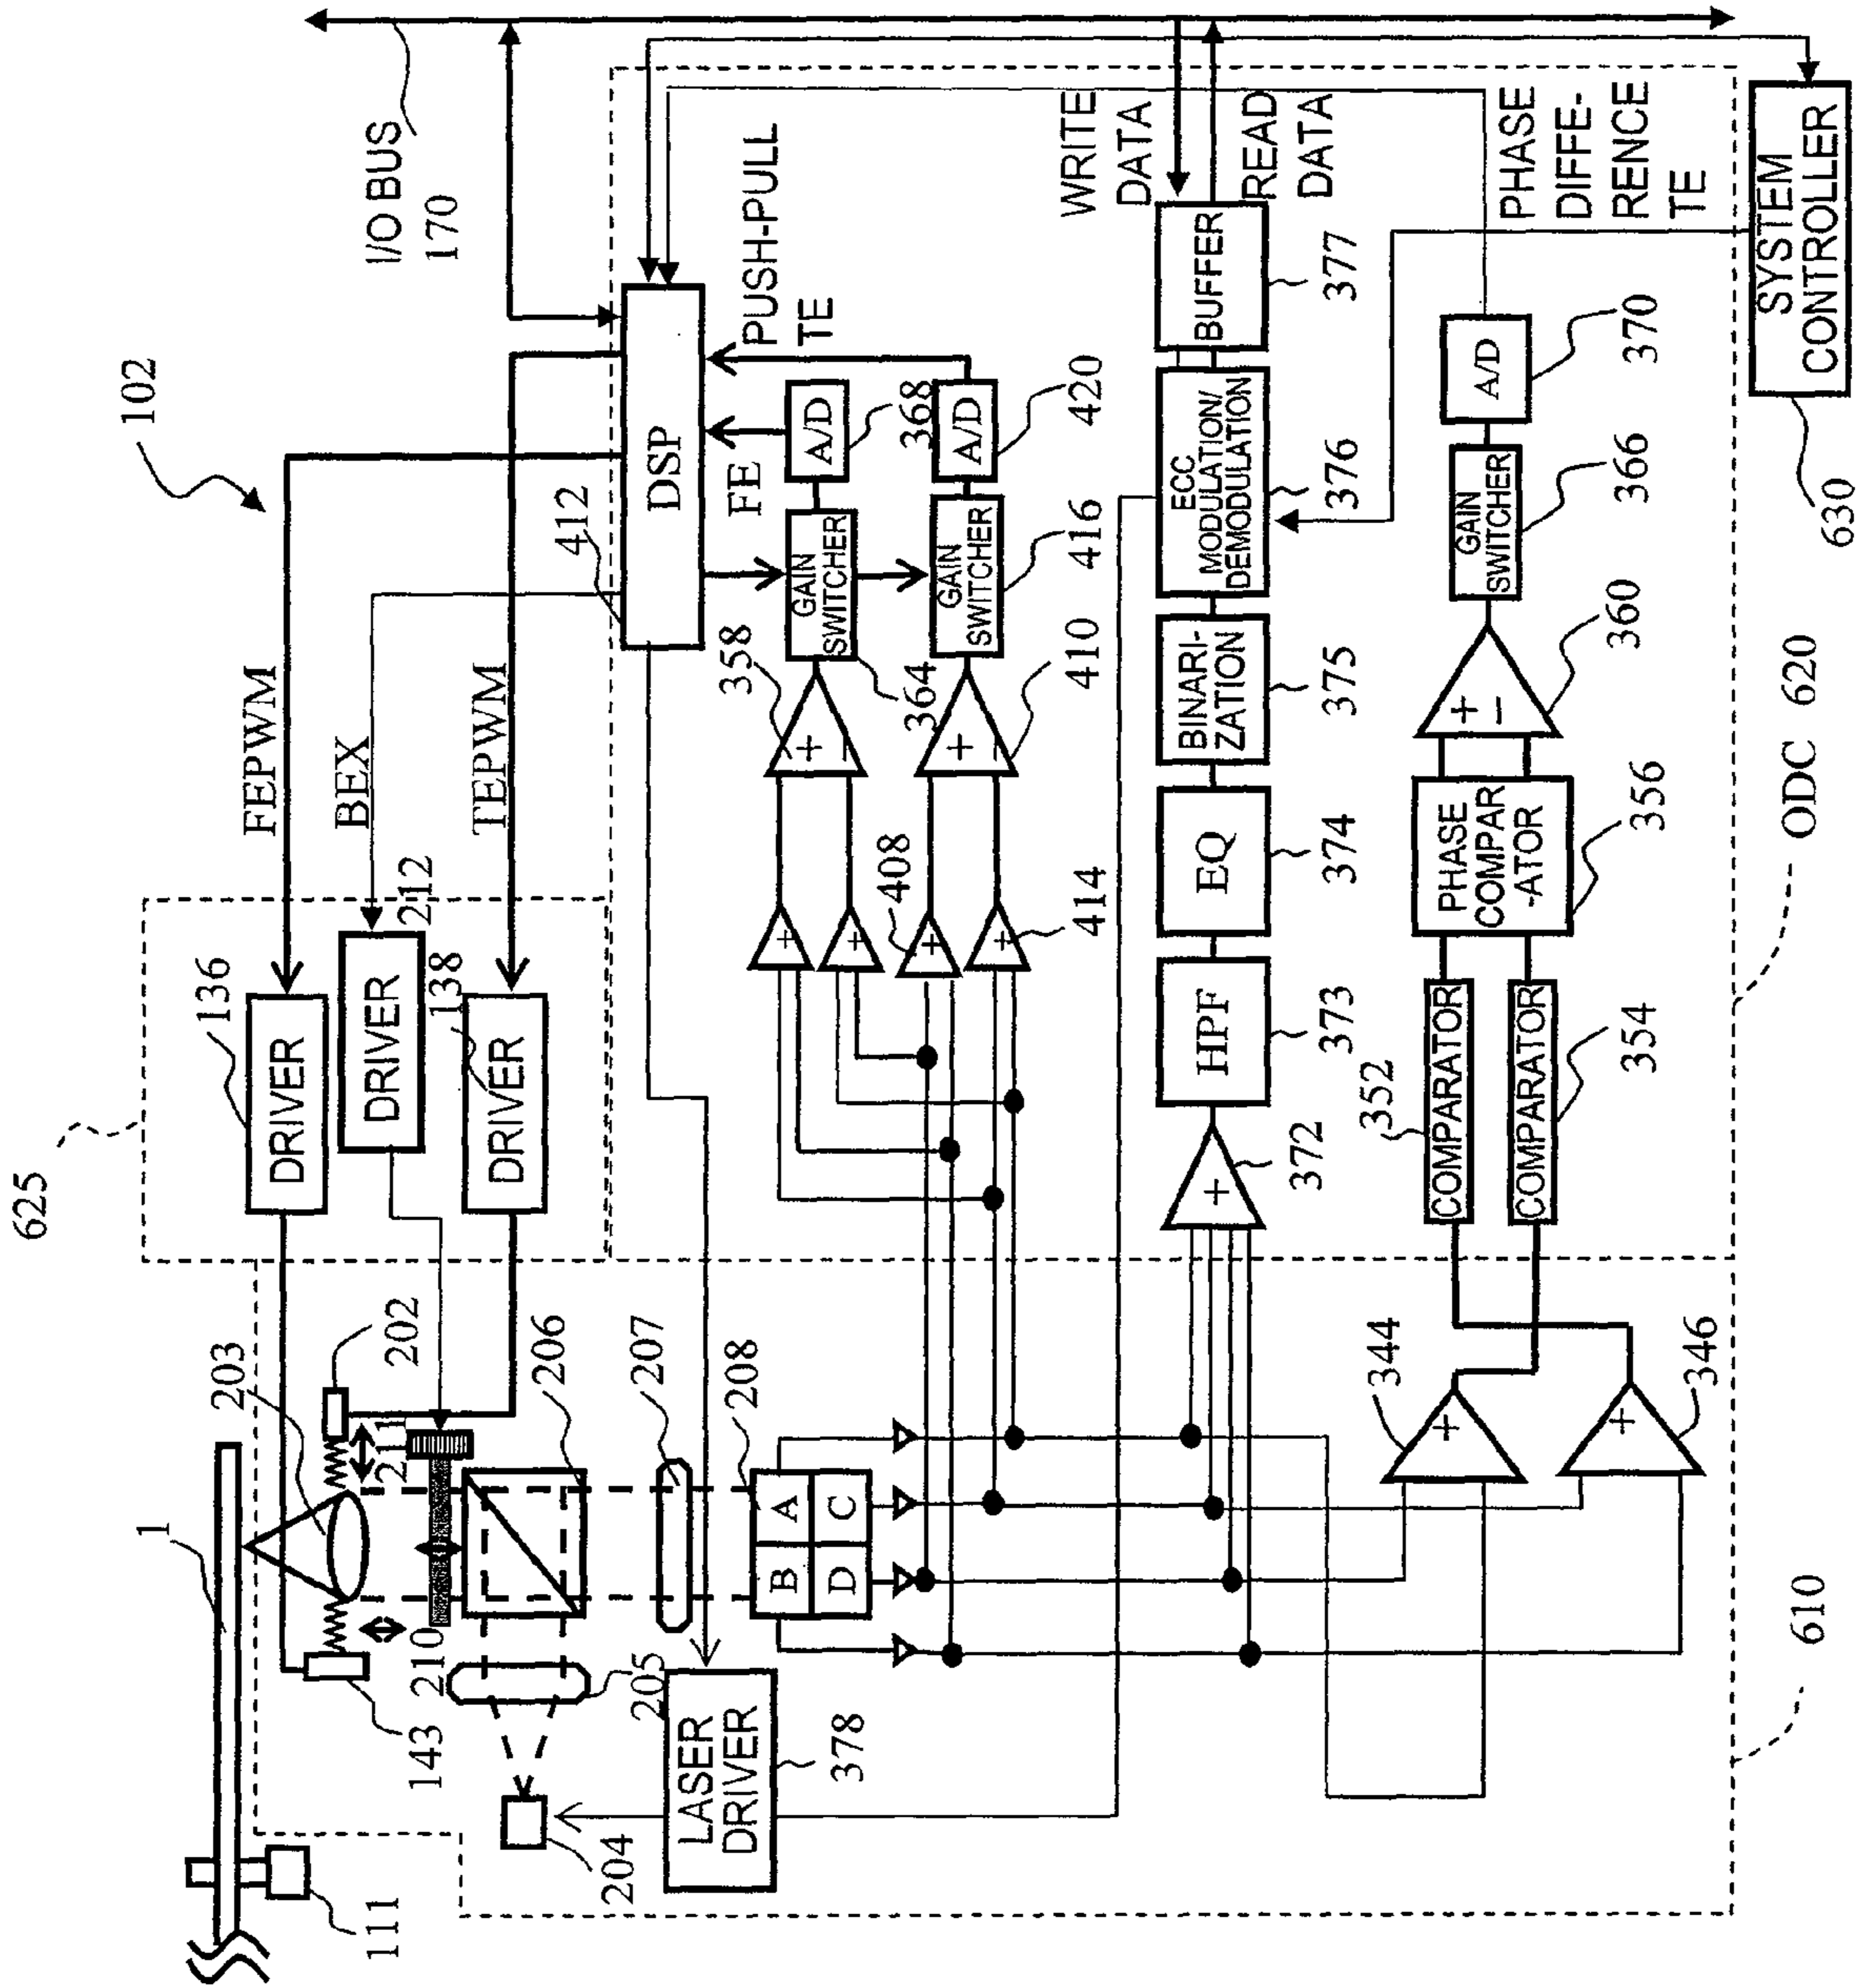 102
I/O BUS
170
625
136
DRIVER
FEPWM
212
DRIVER
BEX
138
DRIVER
TEPWM
412
DSP
PUSH-PULL
TE
FE
358
GAIN
SWITCHER
364
A/D
368
408
414
410
GAIN
SWITCHER
416
A/D
420
WRITE
DATA
READ
DATA
372
HPF
373
EQ
374
BINARI-
ZATION
375
ECC
MODULATION/
DEMODULATION
376
BUFFER
377
PHASE
DIFFE-
RENCE
TE
352
COMPARATOR
COMPARATOR
354
PHASE
COMPAR
-ATOR
356
+
−
360
GAIN
SWITCHER
366
A/D
370
SYSTEM
CONTROLLER
630
ODC 620
1
203
202
211
210
143
111
206
205
204
207
208
A
B
C
D
LASER
DRIVER
378
344
346
610